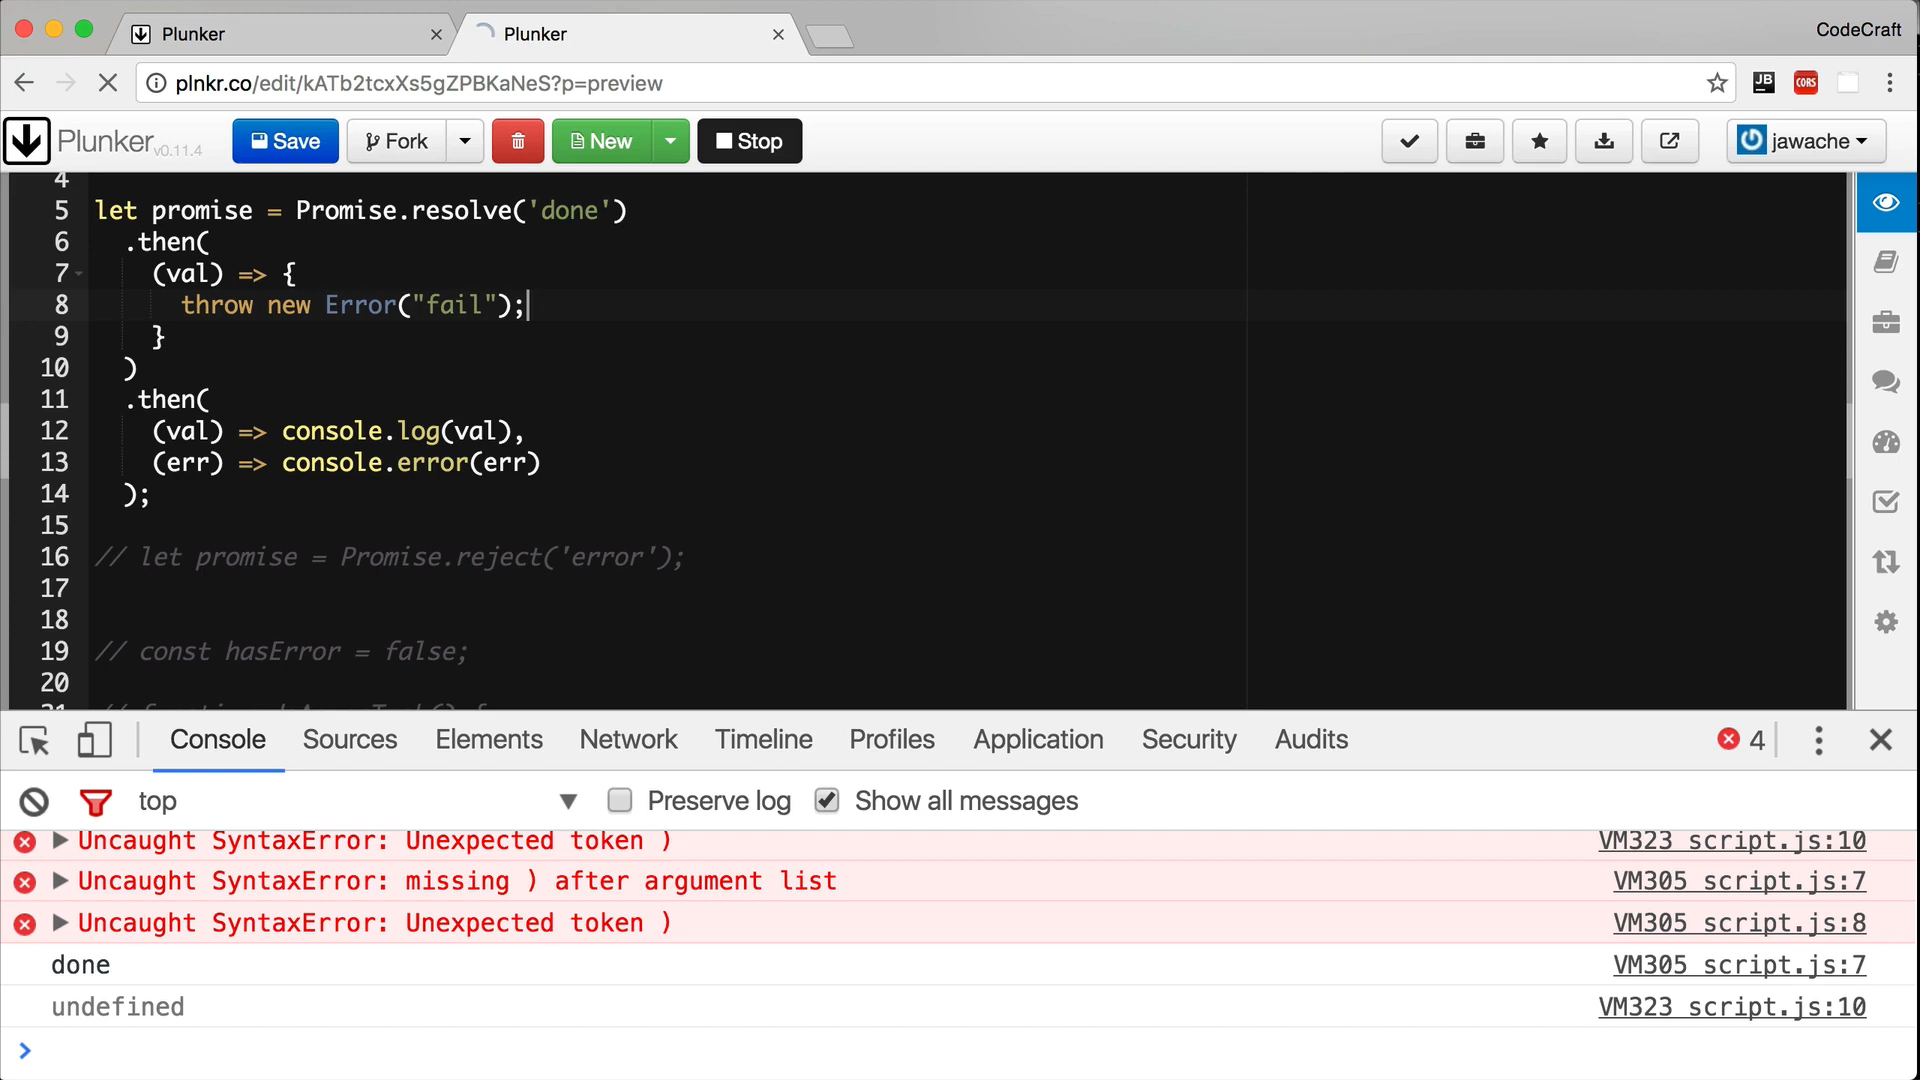 Plunker
Plunker
CodeCraft
plnkr.co/edit/kATb2tcxXs5gZPBKaNeS?p=preview
JB
CORS
Plunker v0.11.4
Save
Fork
New
Stop
jawache
4
5 let promise = Promise.resolve('done')
6 .then(
7 (val) => {
8 throw new Error("fail");
9 }
10 )
11 .then(
12 (val) => console.log(val),
13 (err) => console.error(err)
14 );
15
16 // let promise = Promise.reject('error');
17
18
19 // const hasError = false;
20
Console Sources Elements Network Timeline Profiles Application Security Audits 4
top Preserve log Show all messages
Uncaught SyntaxError: Unexpected token ) VM323 script.js:10
Uncaught SyntaxError: missing ) after argument list VM305 script.js:7
Uncaught SyntaxError: Unexpected token ) VM305 script.js:8
done VM305 script.js:7
undefined VM323 script.js:10